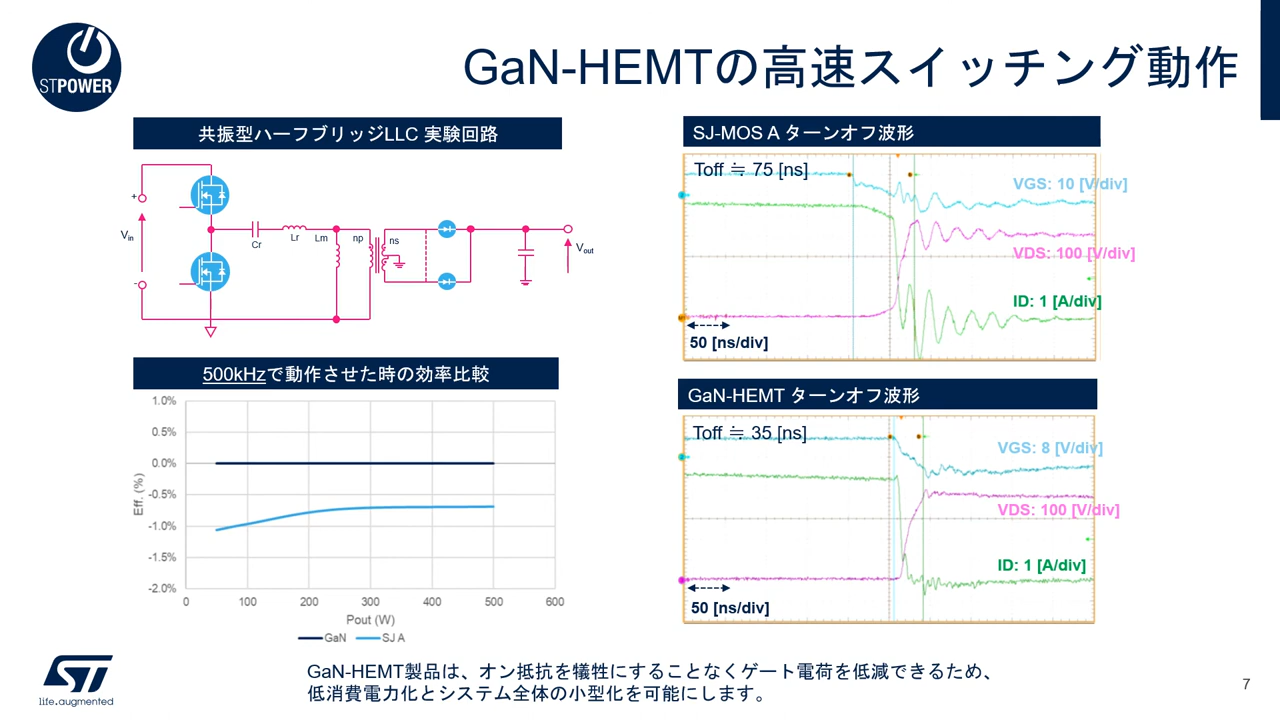 STPOWER
GaN-HEMTの高速スイッチング動作
共振型ハーフブリッジLLC 実験回路
+
Vin
-
Cr
Lr
Lm
np
ns
Vout
500kHzで動作させた時の効率比較
1.0%
0.5%
0.0%
-0.5%
-1.0%
-1.5%
-2.0%
Eff. (%)
0 100 200 300 400 500 600
Pout (W)
GaN SJ A
SJ-MOS A ターンオフ波形
Toff ≒ 75 [ns]
VGS: 10 [V/div]
VDS: 100 [V/div]
ID: 1 [A/div]
50 [ns/div]
GaN-HEMT ターンオフ波形
Toff ≒ 35 [ns]
VGS: 8 [V/div]
VDS: 100 [V/div]
ID: 1 [A/div]
50 [ns/div]
GaN-HEMT製品は、オン抵抗を犠牲にすることなくゲート電荷を低減できるため、
低消費電力化とシステム全体の小型化を可能にします。
ST
life.augmented
7